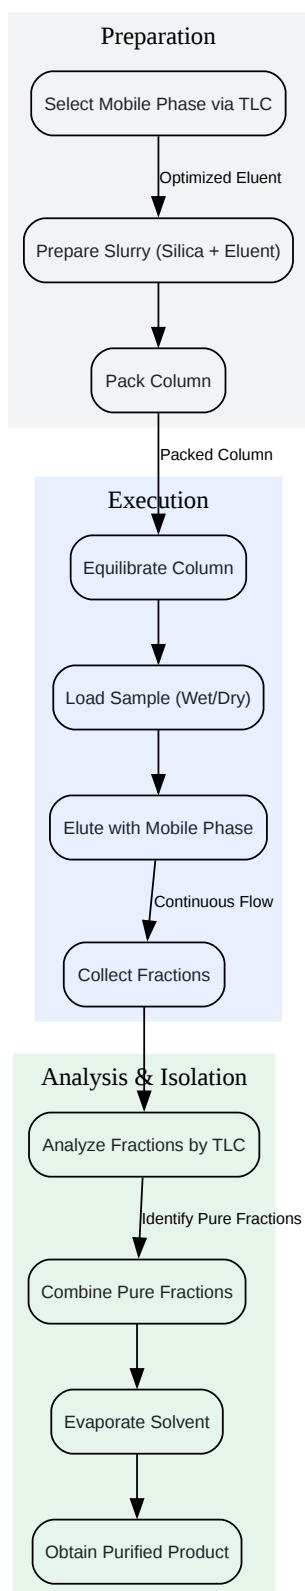 Preparation
Select Mobile Phase via TLC
Optimized Eluent
Prepare Slurry (Silica + Eluent)
Pack Column
Packed Column
Execution
Equilibrate Column
Load Sample (Wet/Dry)
Elute with Mobile Phase
Continuous Flow
Collect Fractions
Analysis & Isolation
Analyze Fractions by TLC
Identify Pure Fractions
Combine Pure Fractions
Evaporate Solvent
Obtain Purified Product